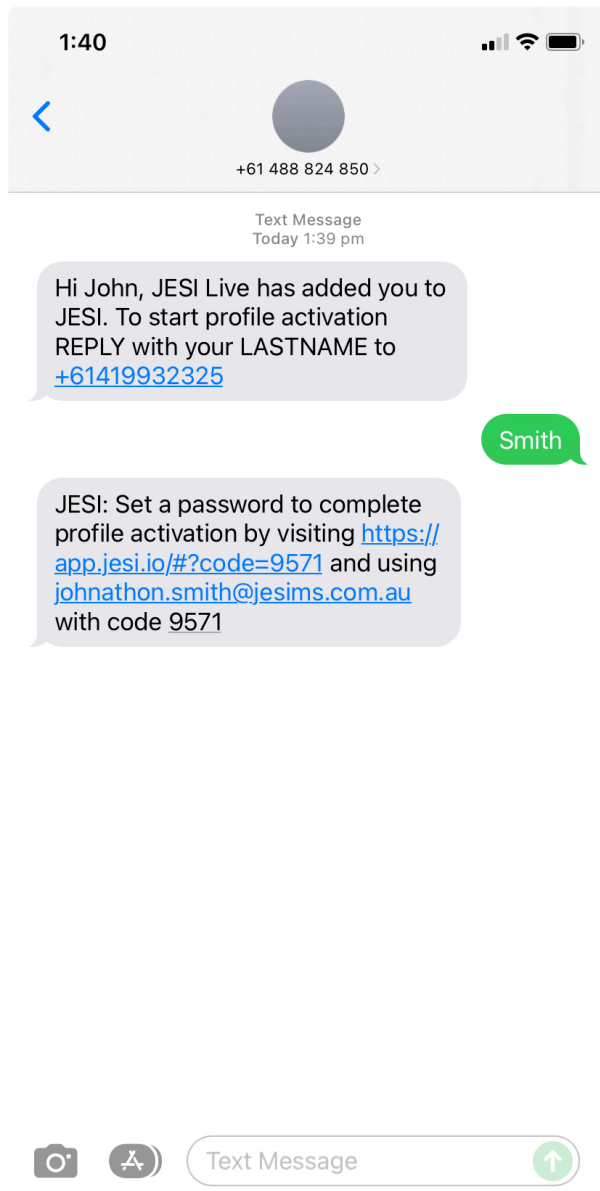 1:40
+61 488 824 850
Text Message
Today 1:39 pm
Hi John, JESI Live has added you to
JESI. To start profile activation
REPLY with your LASTNAME to
+61419932325
Smith
JESI: Set a password to complete
profile activation by visiting https://
app.jesi.io/#?code=9571 and using
johnathon.smith@jesims.com.au
with code 9571
Text Message